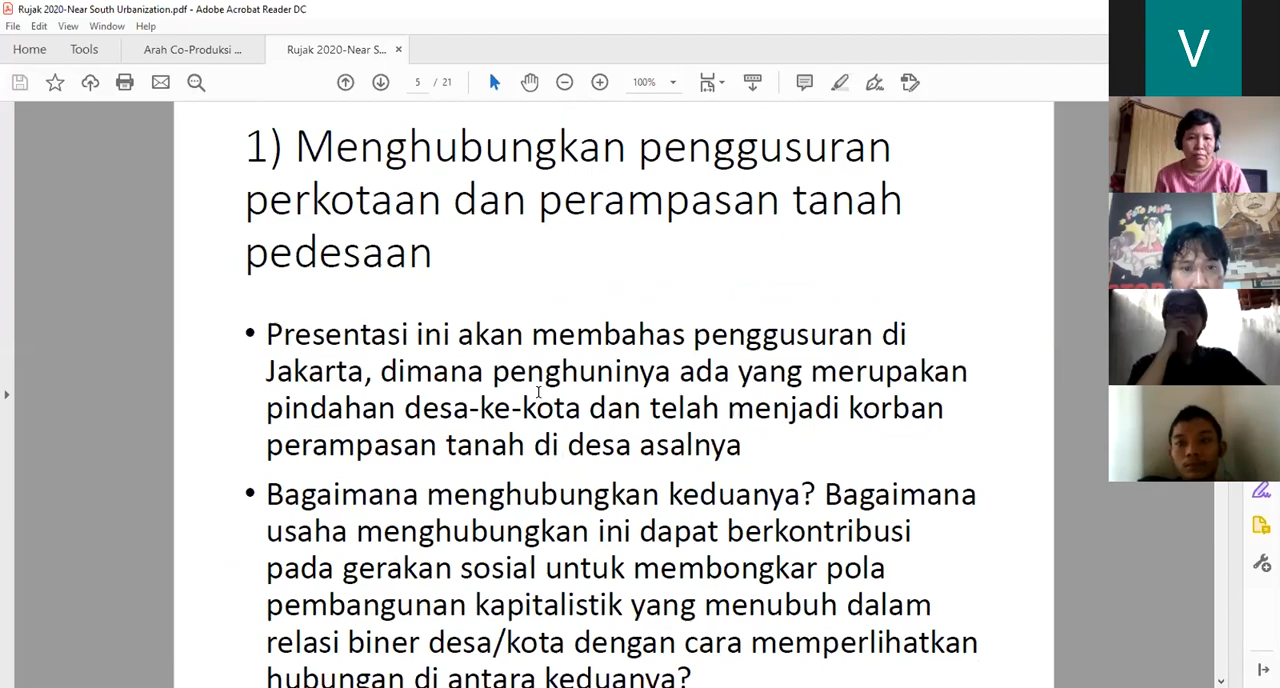 Rujak 2020-Near South Urbanization.pdf - Adobe Acrobat Reader DC
File Edit View Window Help
Home Tools Arah Co-Produksi ... Rujak 2020-Near S... ×
5 / 21 100%
V
1) Menghubungkan penggusuran
perkotaan dan perampasan tanah
pedesaan
• Presentasi ini akan membahas penggusuran di
Jakarta, dimana penghuninya ada yang merupakan
pindahan desa-ke-kota dan telah menjadi korban
perampasan tanah di desa asalnya
• Bagaimana menghubungkan keduanya? Bagaimana
usaha menghubungkan ini dapat berkontribusi
pada gerakan sosial untuk membongkar pola
pembangunan kapitalistik yang menubuh dalam
relasi biner desa/kota dengan cara memperlihatkan
hubungan di antara keduanya?